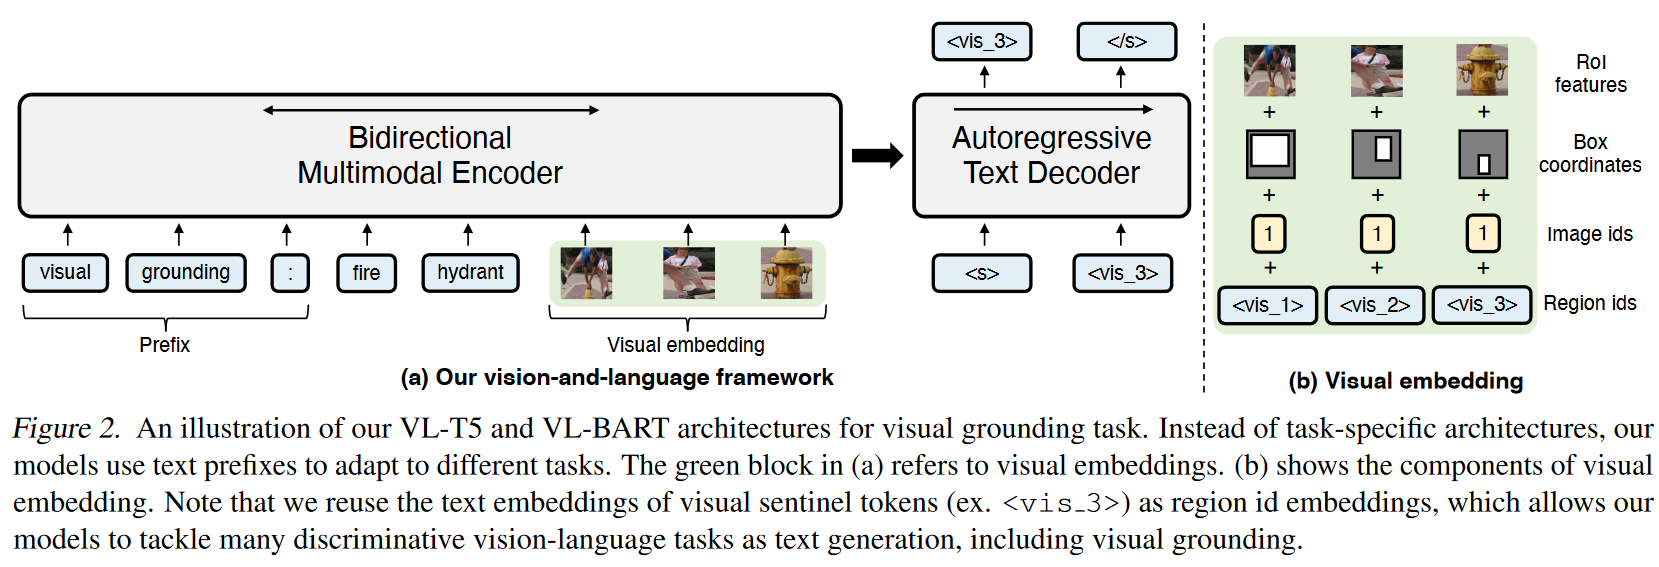 Bidirectional
Multimodal Encoder
visual
grounding
:
fire
hydrant
Prefix
Visual embedding
<vis_3>
</s>
Autoregressive
Text Decoder
<s>
<vis_3>
(a) Our vision-and-language framework
RoI
features
+ + +
Box
coordinates
+ + +
1 1 1
Image ids
+ + +
<vis_1> <vis_2> <vis_3>
Region ids
(b) Visual embedding
Figure 2. An illustration of our VL-T5 and VL-BART architectures for visual grounding task. Instead of task-specific architectures, our
models use text prefixes to adapt to different tasks. The green block in (a) refers to visual embeddings. (b) shows the components of visual
embedding. Note that we reuse the text embeddings of visual sentinel tokens (ex. <vis_3>) as region id embeddings, which allows our
models to tackle many discriminative vision-language tasks as text generation, including visual grounding.